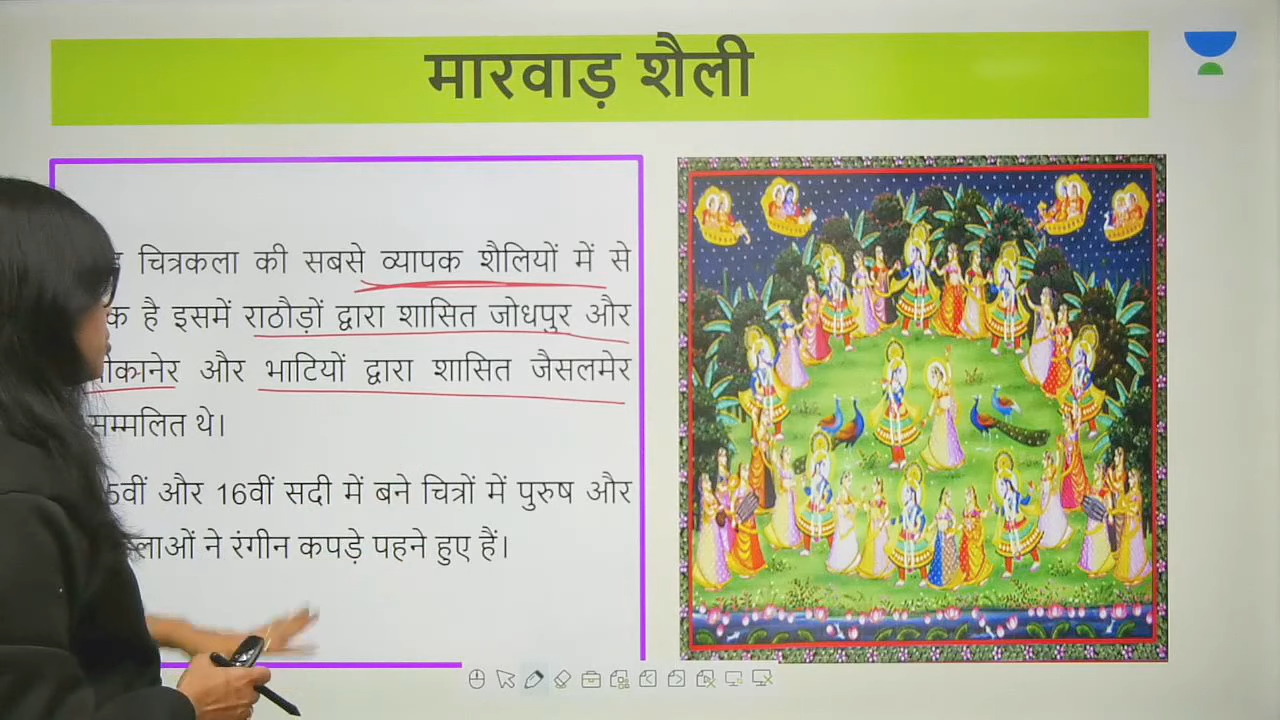 मारवाड़ शैली
चित्रकला की सबसे व्यापक शैलियों में से
है इसमें राठौड़ों द्वारा शासित जोधपुर और
और भाटियों द्वारा शासित जैसलमेर
सम्मलित थे।
और 16वीं सदी में बने चित्रों में पुरुष और
ने रंगीन कपड़े पहने हुए हैं।